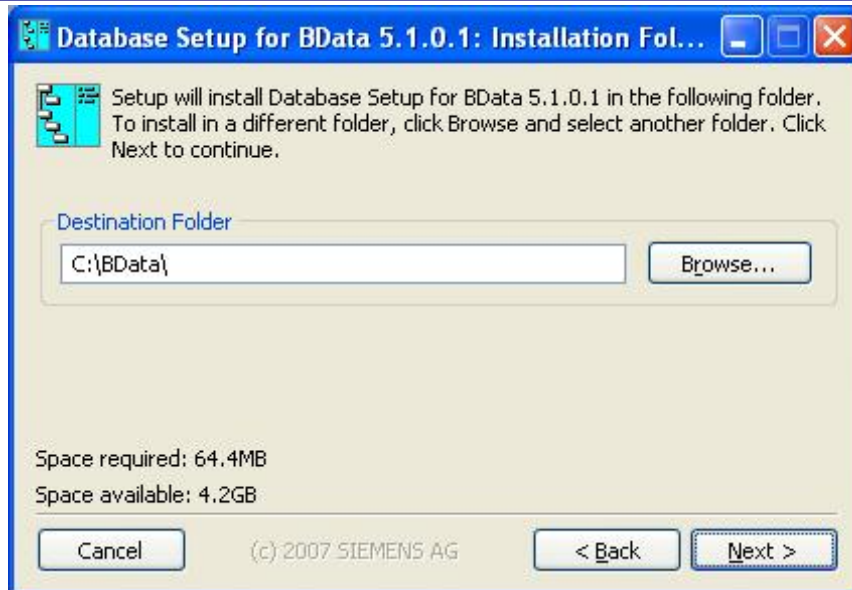 Database Setup for BData 5.1.0.1: Installation Fol...
Setup will install Database Setup for BData 5.1.0.1 in the following folder.
To install in a different folder, click Browse and select another folder. Click
Next to continue.
Destination Folder
C:\BData\
Browse...
Space required: 64.4MB
Space available: 4.2GB
Cancel
(c) 2007 SIEMENS AG
< Back
Next >